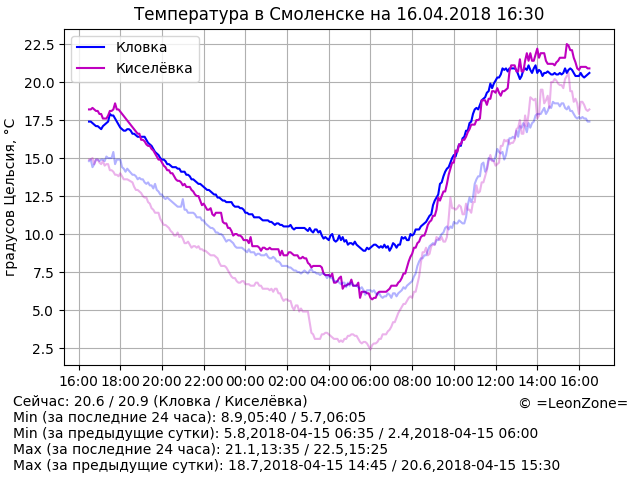 Температура в Смоленске на 16.04.2018 16:30
градусов Цельсия, °C
22.5
20.0
17.5
15.0
12.5
10.0
7.5
5.0
2.5
Кловка
Киселёвка
16:00 18:00 20:00 22:00 00:00 02:00 04:00 06:00 08:00 10:00 12:00 14:00 16:00
Сейчас: 20.6 / 20.9 (Кловка / Киселёвка)
© =LeonZone=
Min (за последние 24 часа): 8.9,05:40 / 5.7,06:05
Min (за предыдущие сутки): 5.8,2018-04-15 06:35 / 2.4,2018-04-15 06:00
Max (за последние 24 часа): 21.1,13:35 / 22.5,15:25
Max (за предыдущие сутки): 18.7,2018-04-15 14:45 / 20.6,2018-04-15 15:30